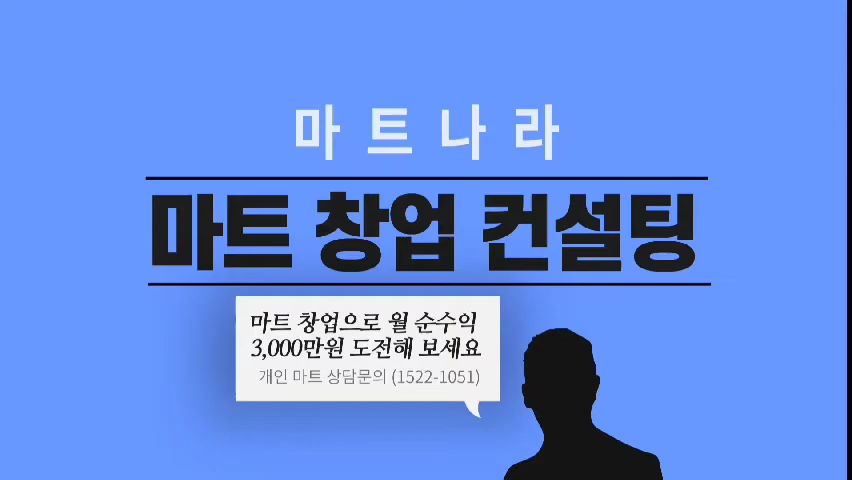 마트나라
마트 창업 컨설팅
마트 창업으로 월 순수익
3,000만원 도전해 보세요
개인 마트 상담문의 (1522-1051)